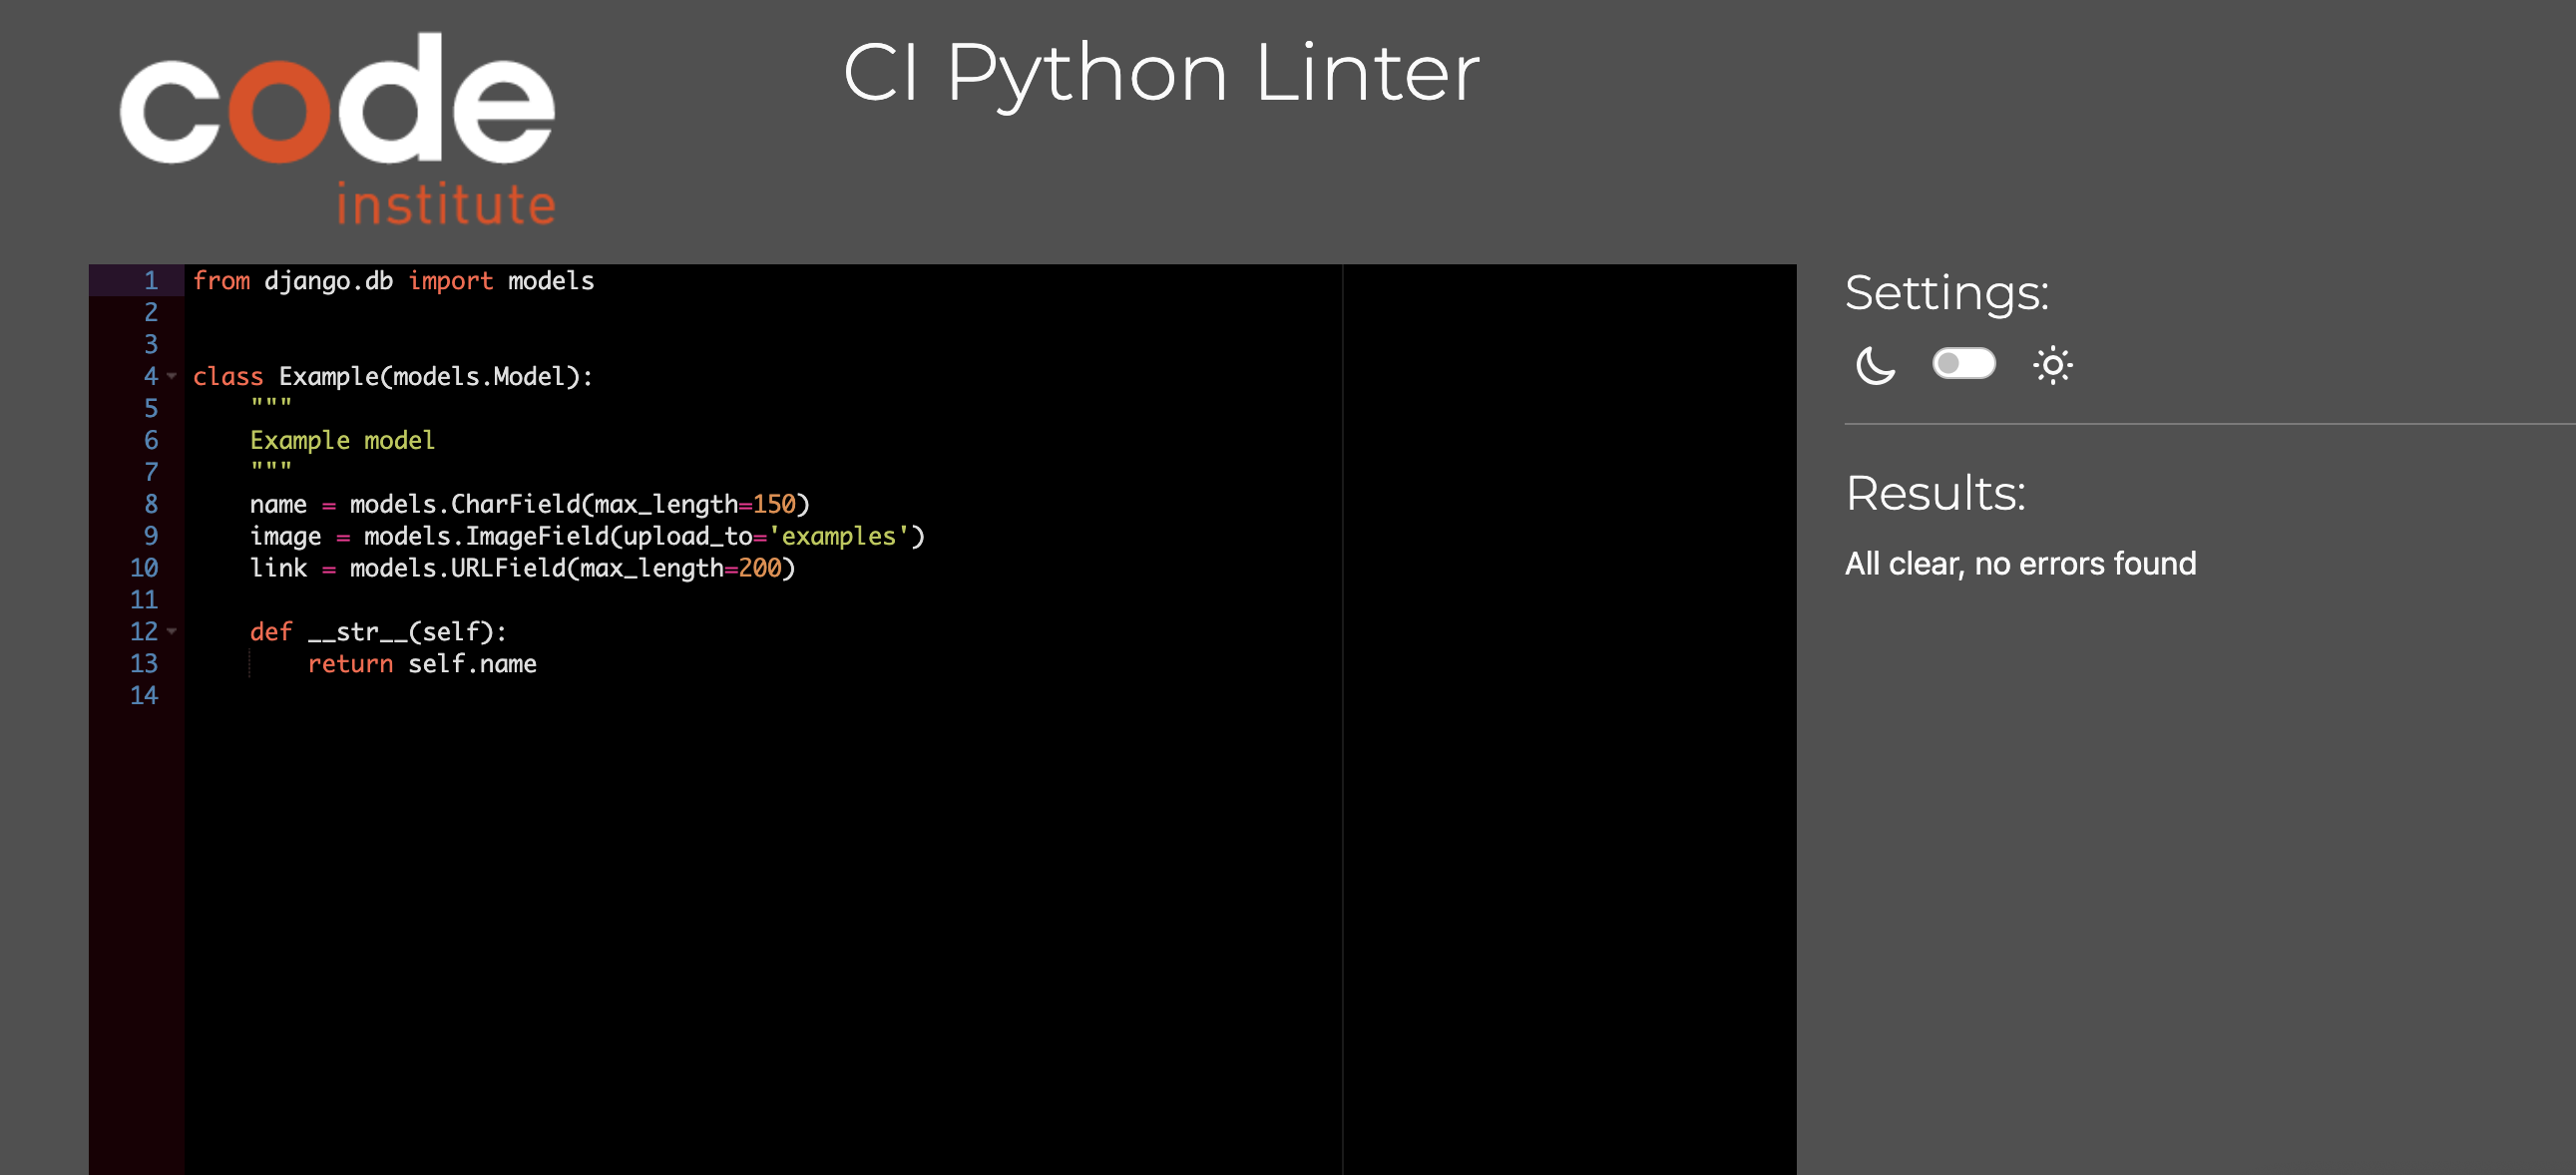 code
institute
CI Python Linter
1 from django.db import models
2
3
4 class Example(models.Model):
5     """
6     Example model
7     """
8     name = models.CharField(max_length=150)
9     image = models.ImageField(upload_to='examples')
10     link = models.URLField(max_length=200)
11
12     def __str__(self):
13         return self.name
14
Settings:
Results:
All clear, no errors found